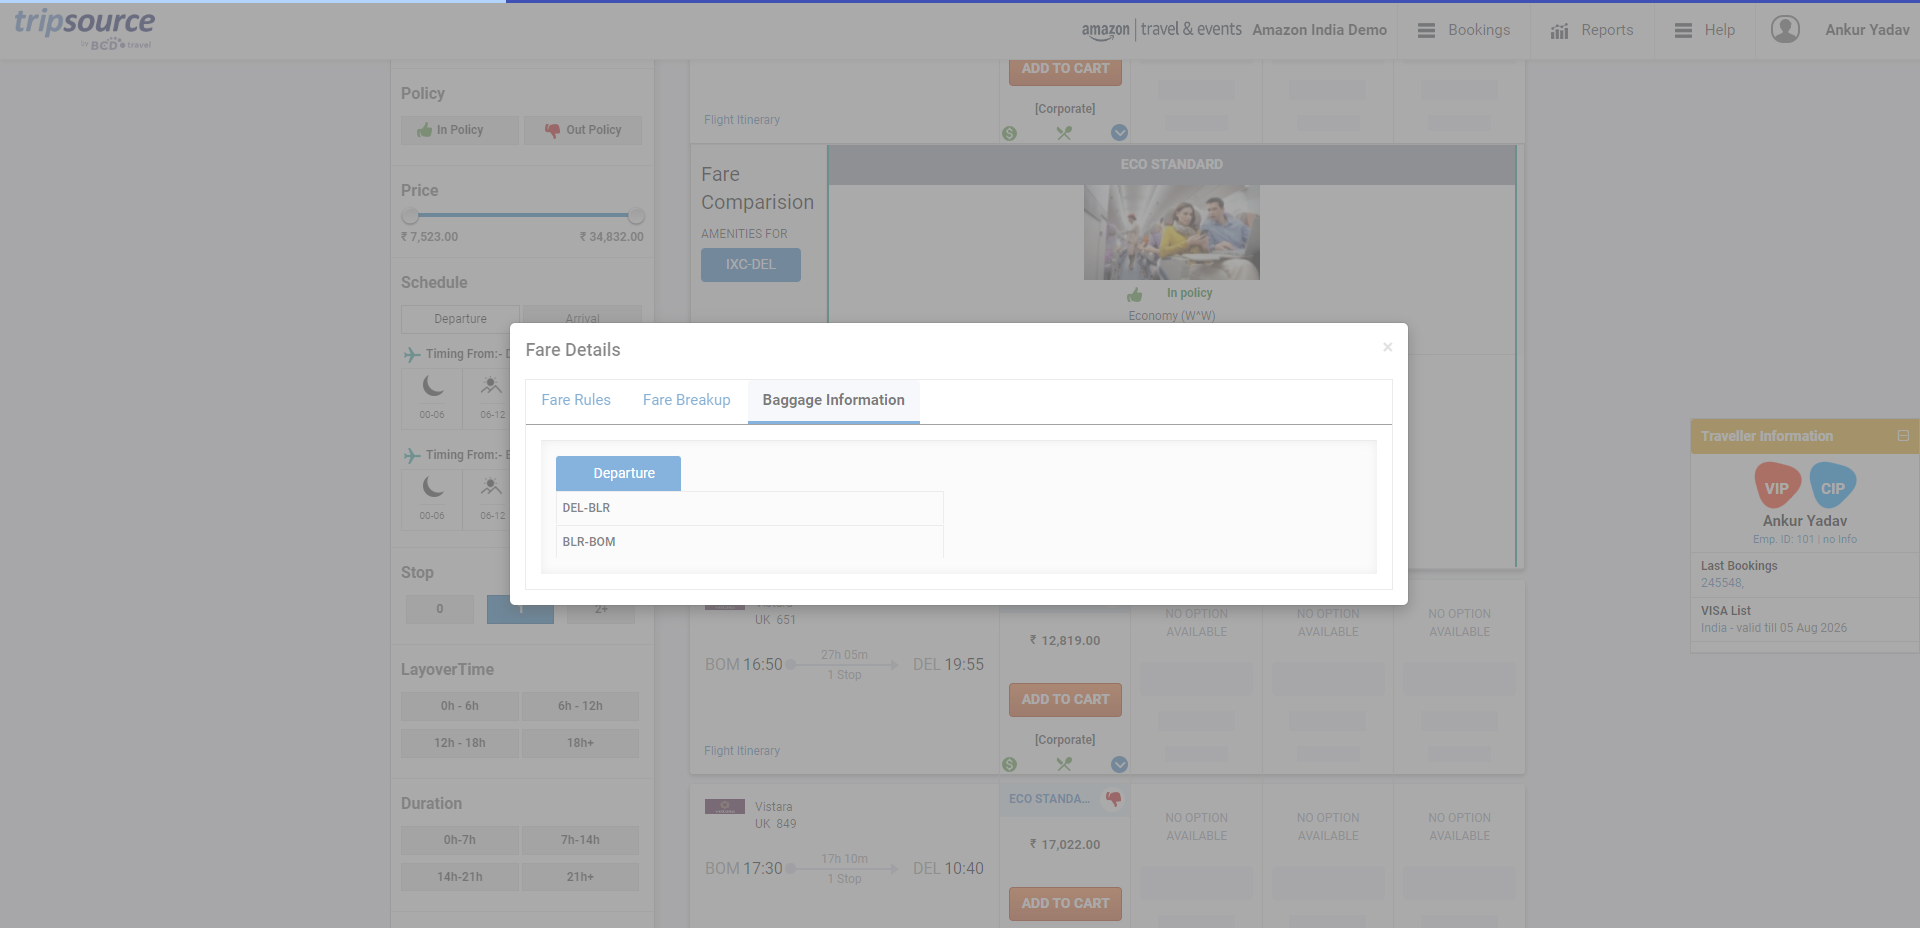 tripsource
TO BCD travel
amazon travel & events Amazon India Demo
Bookings
Reports
Help
Ankur Yadav
Policy
In Policy
Out Policy
Price
₹ 7,523.00
₹ 34,832.00
Schedule
Departure
Arrival
Timing From:-
00-06
06-12
Timing From:-
00-06
06-12
Stop
0
1
2+
LayoverTime
0h - 6h
6h - 12h
12h - 18h
18h+
Duration
0h-7h
7h-14h
14h-21h
21h+
ADD TO CART
[Corporate]
Flight Itinerary
Fare
Comparision
AMENITIES FOR
IXC-DEL
ECO STANDARD
In policy
Economy (W^W)
Fare Details
×
Fare Rules
Fare Breakup
Baggage Information
Departure
DEL-BLR
BLR-BOM
UK 651
BOM 16:50
27h 05m
1 Stop
DEL 19:55
₹ 12,819.00
ADD TO CART
[Corporate]
Flight Itinerary
NO OPTION
AVAILABLE
NO OPTION
AVAILABLE
NO OPTION
AVAILABLE
Vistara
UK 849
BOM 17:30
17h 10m
1 Stop
DEL 10:40
ECO STANDA...
₹ 17,022.00
ADD TO CART
NO OPTION
AVAILABLE
NO OPTION
AVAILABLE
NO OPTION
AVAILABLE
Traveller Information
VIP
CIP
Ankur Yadav
Emp. ID: 101 | no Info
Last Bookings
245548,
VISA List
India - valid till 05 Aug 2026